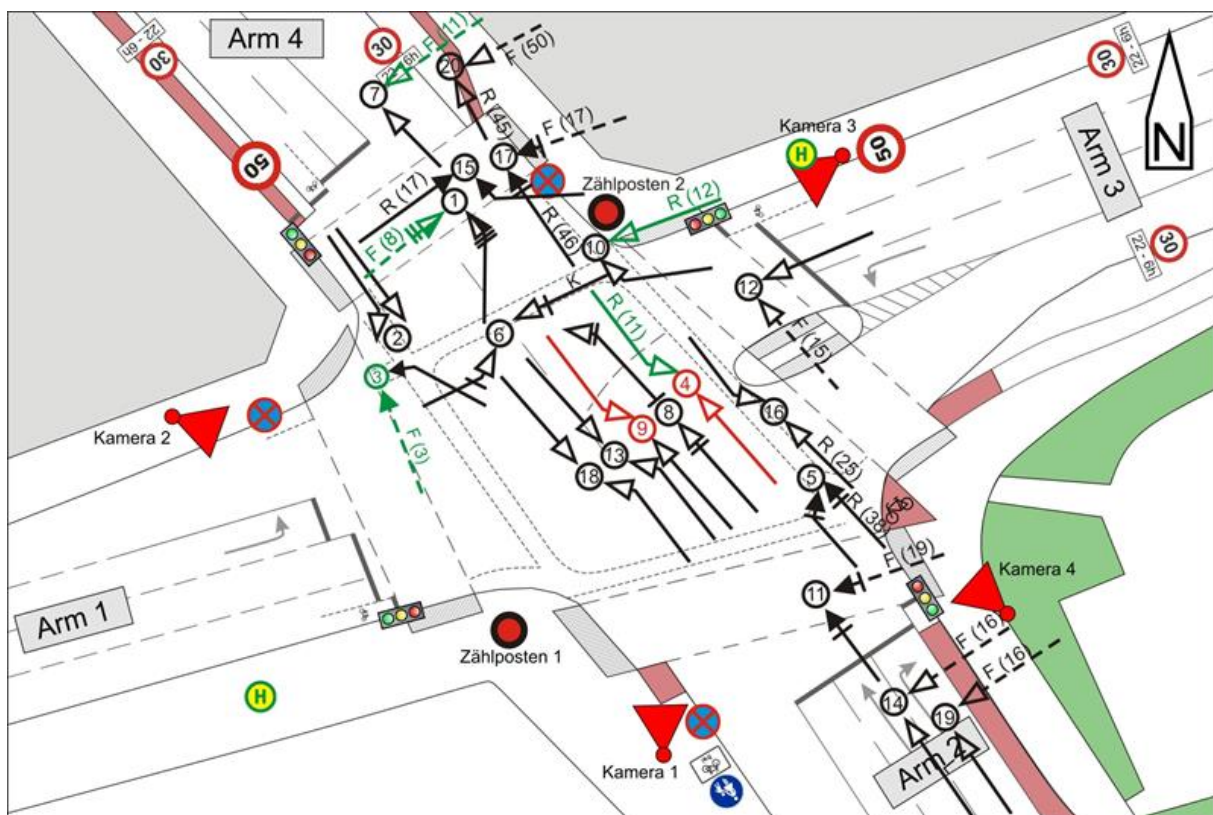 22 - 6h
30
Arm 4
30
22 - 6h
F (11)
20
F (50)
7
R (45)
F (17)
17
Kamera 3
H
50
30
22 - 6h
Arm 3
N
50
R (17)
15
1
F (8)
Zählposten 2
R (12)
R (46)
10
K
12
F (15)
30
22 - 6h
2
6
3
R (11)
4
F (3)
Kamera 2
9
8
16
13
18
R (25)
5
R (38)
F (19)
11
Kamera 4
Arm 1
Zählposten 1
H
F (16)
F (16)
14
19
Arm 2
Kamera 1